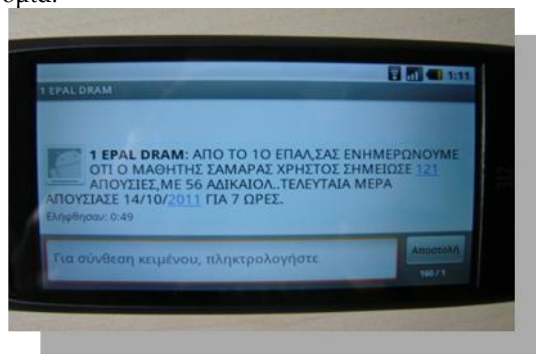 1:11
1 EPAL DRAM
1 EPAL DRAM: ΑΠΟ ΤΟ 1Ο ΕΠΑΛ,ΣΑΣ ΕΝΗΜΕΡΩΝΟΥΜΕ
ΟΤΙ Ο ΜΑΘΗΤΗΣ ΣΑΜΑΡΑΣ ΧΡΗΣΤΟΣ ΣΗΜΕΙΩΣΕ 121
ΑΠΟΥΣΙΕΣ,ΜΕ 56 ΑΔΙΚΑΙΟΛ..ΤΕΛΕΥΤΑΙΑ ΜΕΡΑ
ΑΠΟΥΣΙΑΣΕ 14/10/2011 ΓΙΑ 7 ΩΡΕΣ.
Ελήφθησαν: 0:49
Για σύνθεση κειμένου, πληκτρολογήστε
Αποστολή
160/1